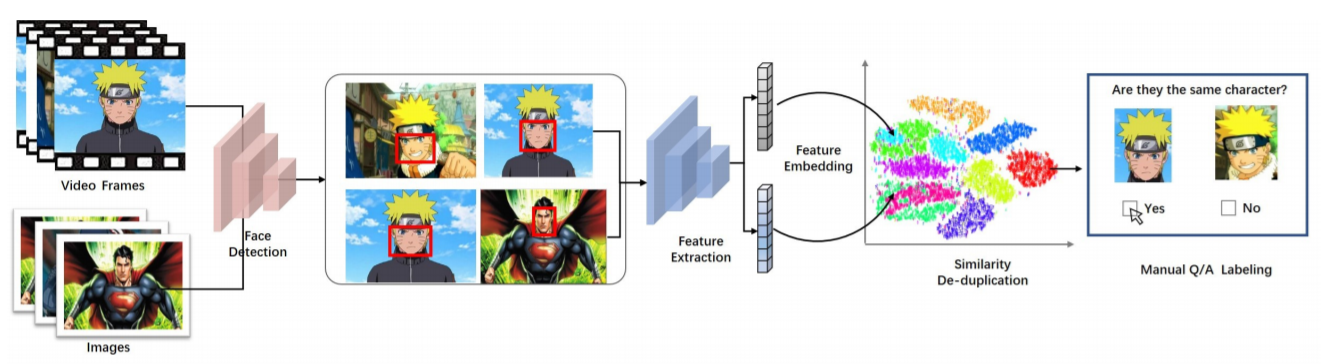 Video Frames
Images
Face
Detection
Feature
Extraction
Feature
Embedding
Similarity
De-duplication
Are they the same character?
Yes
No
Manual Q/A Labeling